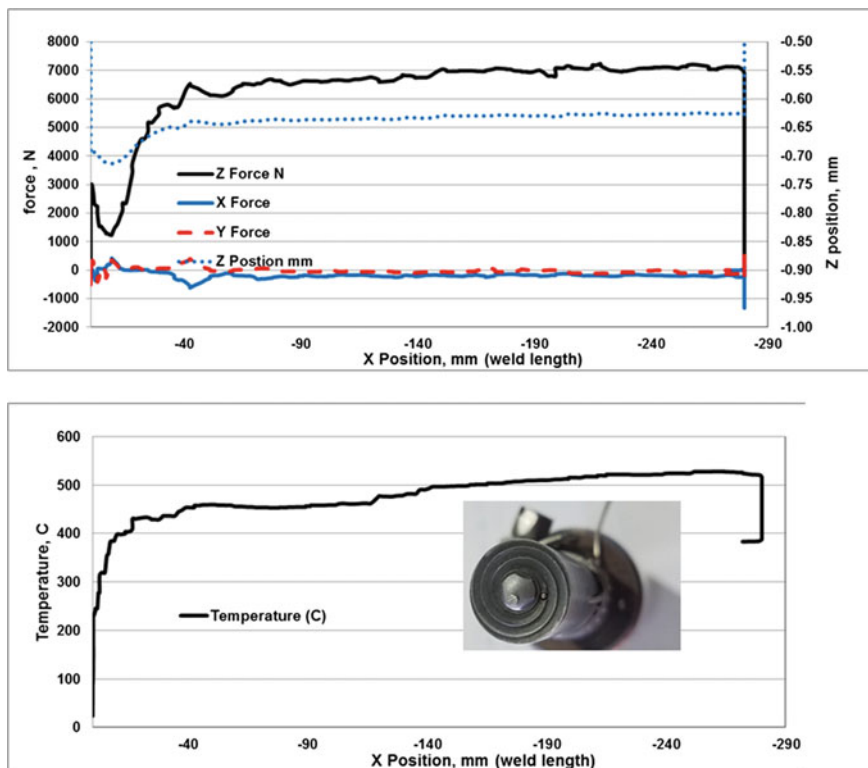 8000
7000
6000
5000
4000
3000
2000
1000
0
-1000
-2000
force , N
-0.50
-0.55
-0.60
-0.65
-0.70
-0.75
-0.80
-0.85
-0.90
-0.95
-1.00
Z position, mm
Z Force N
X Force
Y Force
Z Postion mm
-40 -90 -140 -190 -240 -290
X Position, mm (weld length)
600
500
400
300
200
100
0
Temperature, C
Temperature (C)
-40 -90 -140 -190 -240 -290
X Position, mm (weld length)